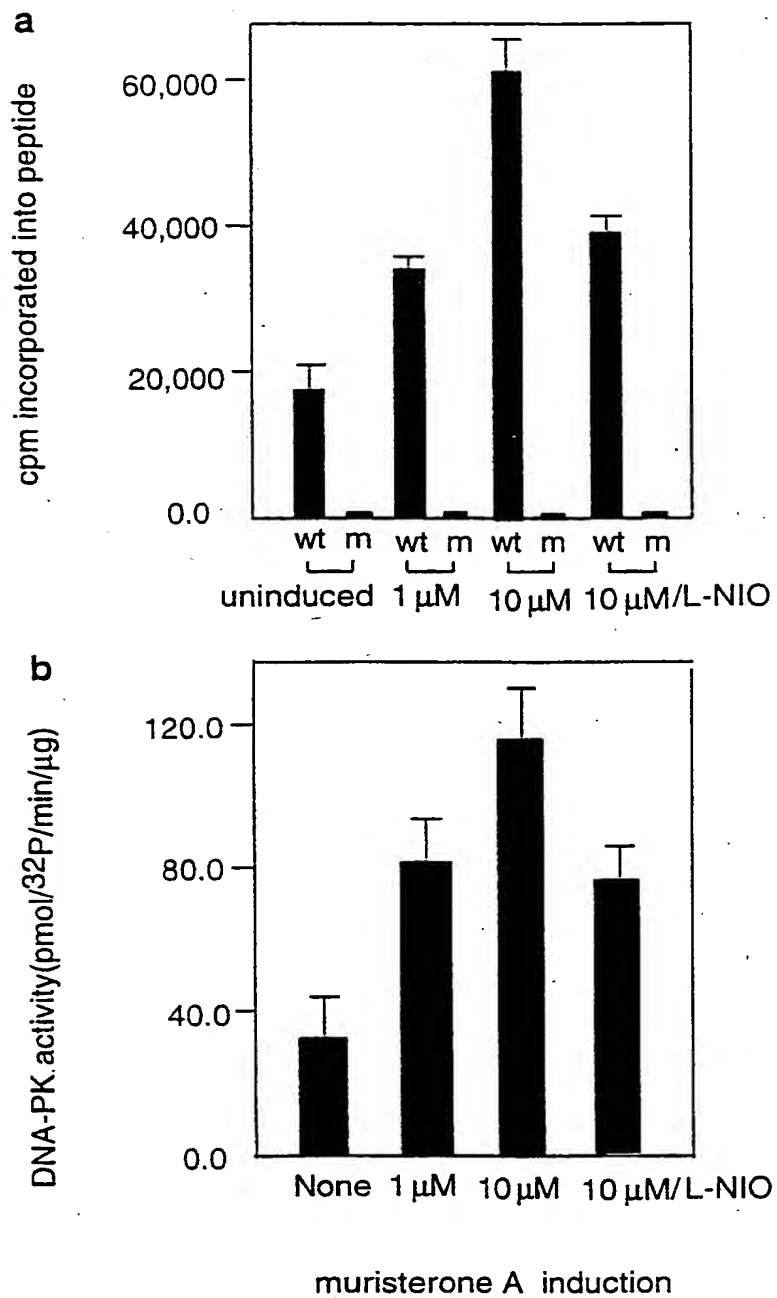 a
cpm incorporated into peptide
60,000
40,000
20,000
0.0
wt m wt m wt m wt m
uninduced 1 µM 10 µM 10 µM/L-NIO
b
DNA-PK activity(pmol/32P/min/µg)
120.0
80.0
40.0
0.0
None 1 µM 10 µM 10 µM/L-NIO
muristerone A induction